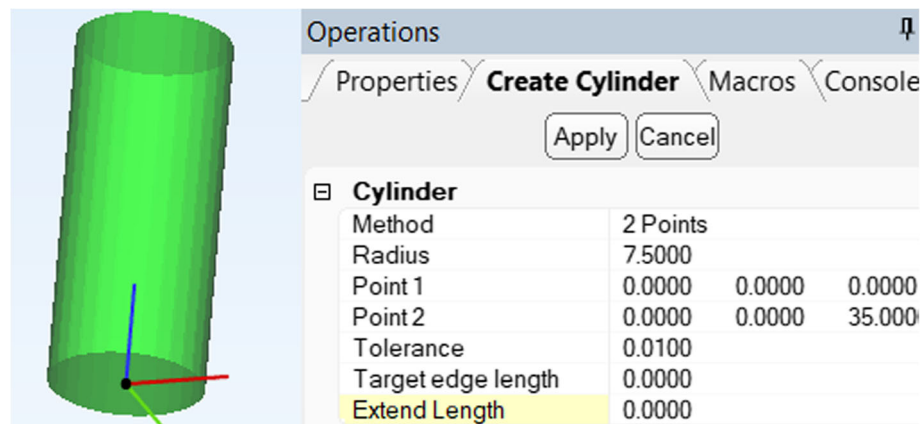 Operations
Properties Create Cylinder Macros Console
Apply Cancel
Cylinder
Method 2 Points
Radius 7.5000
Point 1 0.0000 0.0000 0.0000
Point 2 0.0000 0.0000 35.000
Tolerance 0.0100
Target edge length 0.0000
Extend Length 0.0000